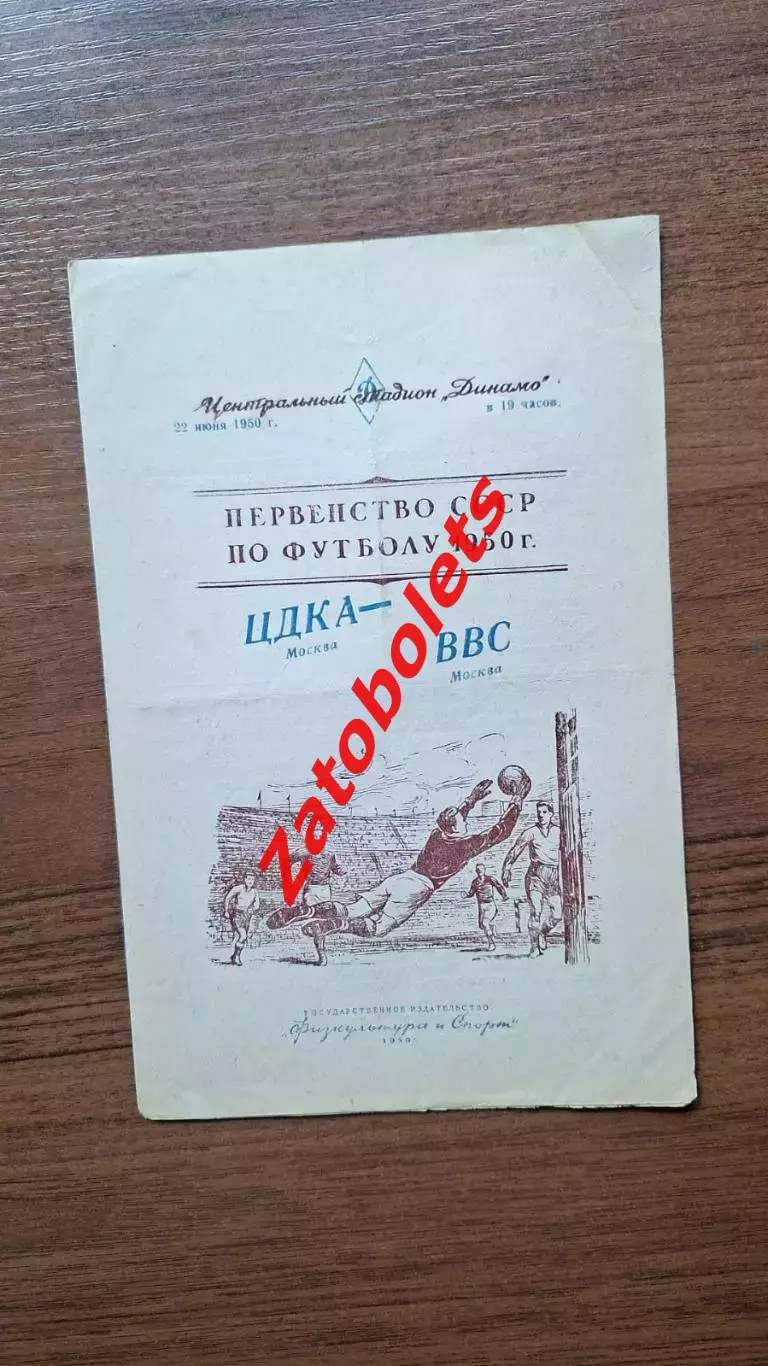 Центральный стадион „Динамо"
22 июня 1950 г.
в 19 часов.
ПЕРВЕНСТВО СССР
ПО ФУТБОЛУ 1950 г.
ЦДКА—
Москва
ВВС
Москва
Zatobolets
ГОСУДАРСТВЕННОЕ ИЗДАТЕЛЬСТВО
„Физкультура и Спорт"
1950